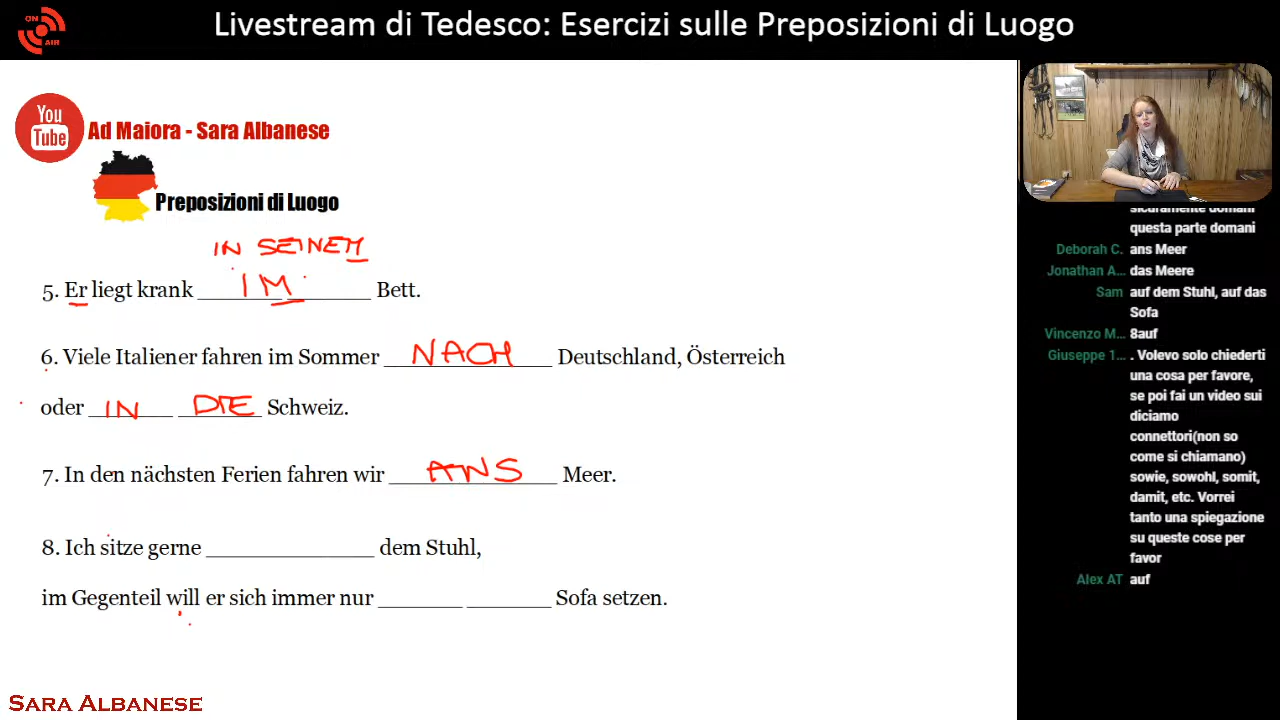 Livestream di Tedesco: Esercizi sulle Preposizioni di Luogo
ON
AIR
You
Tube
Ad Maiora - Sara Albanese
Preposizioni di Luogo
IN SEINEM
5. Er liegt krank IM Bett.
6. Viele Italiener fahren im Sommer NACH Deutschland, Österreich
oder IN DIE Schweiz.
7. In den nächsten Ferien fahren wir ANS Meer.
8. Ich sitze gerne ________ dem Stuhl,
im Gegenteil will er sich immer nur ____ ____ Sofa setzen.
SARA ALBANESE
sicuramente domani
questa parte domani
Deborah C. ans Meer
Jonathan A... das Meere
Sam auf dem Stuhl, auf das
Sofa
Vincenzo M... 8auf
Giuseppe 1... . Volevo solo chiederti
una cosa per favore,
se poi fai un video sui
diciamo
connettori(non so
come si chiamano)
sowie, sowohl, somit,
damit, etc. Vorrei
tanto una spiegazione
su queste cose per
favor
Alex AT auf